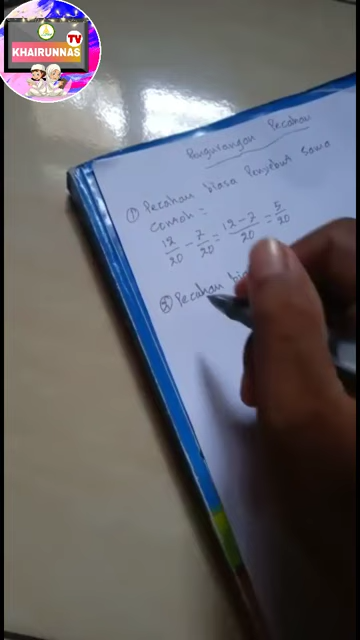 KHAIRUNNAS
TV
Pengurangan Pecahan
① Pecahan biasa Penyebut sama
Contoh :
12/20 - 7/20 = 12 - 7/20 = 5/20
② Pecahan bia